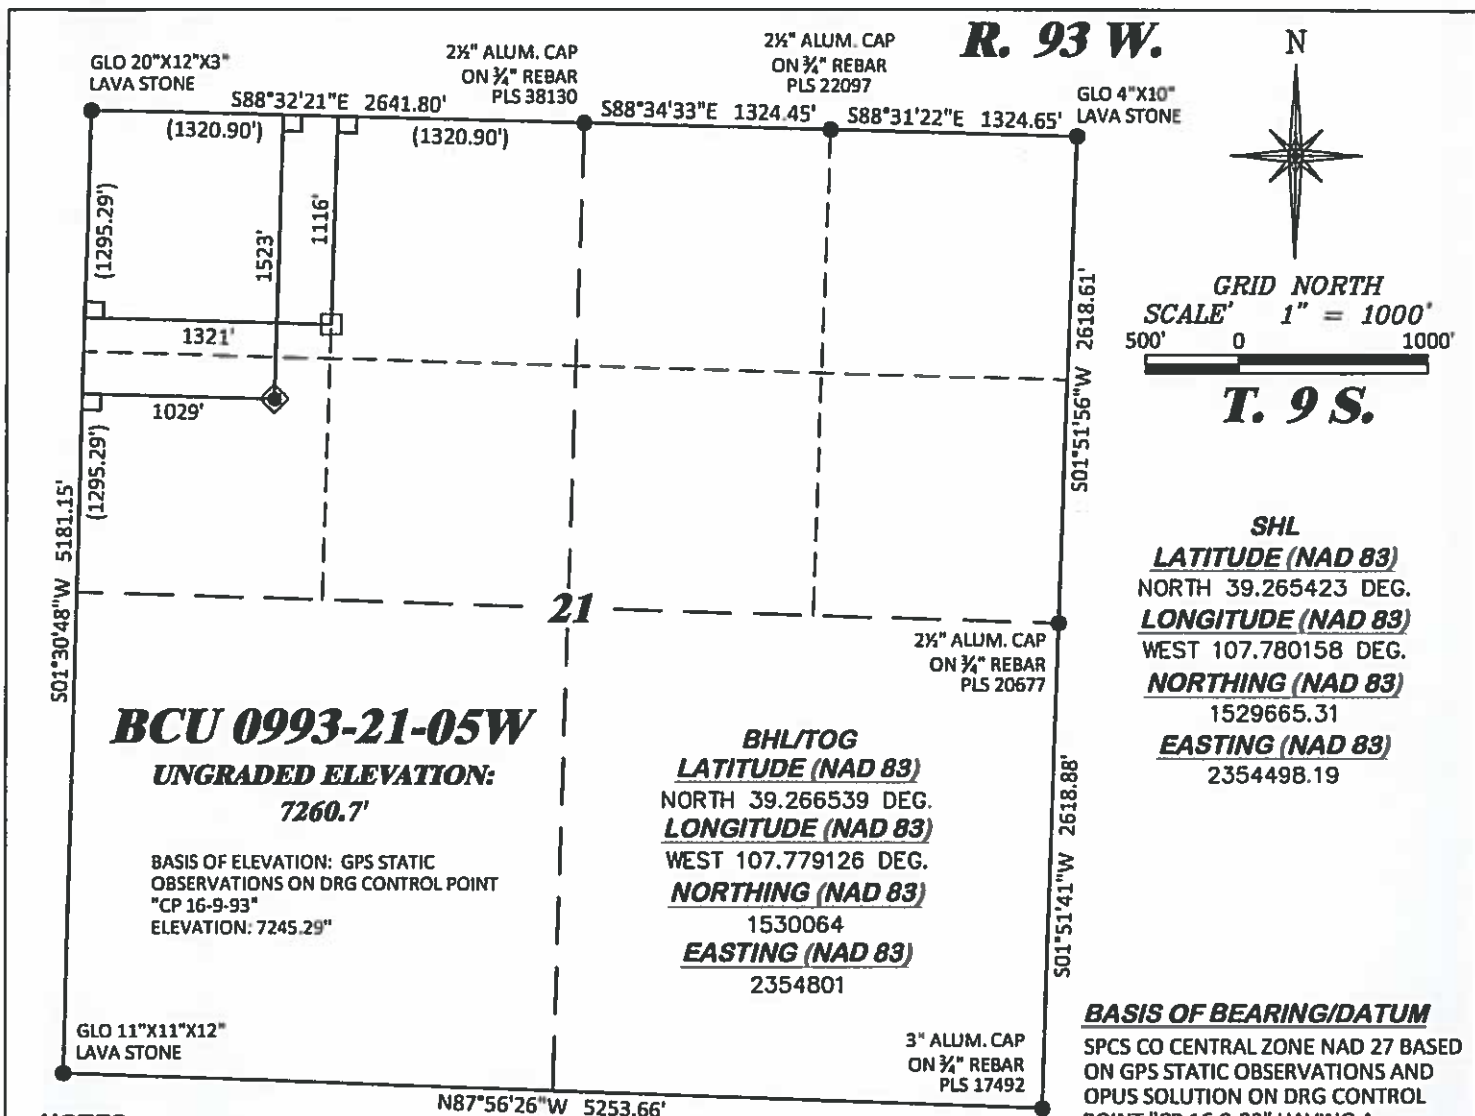 R. 93 W.
N
GLO 20"X12"X3"
LAVA STONE
2½" ALUM. CAP
ON ¾" REBAR
PLS 38130
2½" ALUM. CAP
ON ¾" REBAR
PLS 22097
GLO 4"X10"
LAVA STONE
S88°32'21"E 2641.80'
(1320.90')
(1320.90')
S88°34'33"E 1324.45'
S88°31'22"E 1324.65'
(1295.29')
1523'
1116'
1321'
1029'
(1295.29')
S01°30'48"W 5181.15'
S01°51'56"W 2618.61'
GRID NORTH
SCALE' 1" = 1000'
500' 0 1000'
T. 9 S.
SHL
LATITUDE (NAD 83)
NORTH 39.265423 DEG.
LONGITUDE (NAD 83)
WEST 107.780158 DEG.
NORTHING (NAD 83)
1529665.31
EASTING (NAD 83)
2354498.19
21
2½" ALUM. CAP
ON ¾" REBAR
PLS 20677
BCU 0993-21-05W
UNGRADED ELEVATION:
7260.7'
BASIS OF ELEVATION: GPS STATIC
OBSERVATIONS ON DRG CONTROL POINT
"CP 16-9-93"
ELEVATION: 7245.29"
BHL/TOG
LATITUDE (NAD 83)
NORTH 39.266539 DEG.
LONGITUDE (NAD 83)
WEST 107.779126 DEG.
NORTHING (NAD 83)
1530064
EASTING (NAD 83)
2354801
S01°51'41"W 2618.88'
GLO 11"X11"X12"
LAVA STONE
3" ALUM. CAP
ON ¾" REBAR
PLS 17492
N87°56'26"W 5253.66'
BASIS OF BEARING/DATUM
SPCS CO CENTRAL ZONE NAD 27 BASED
ON GPS STATIC OBSERVATIONS AND
OPUS SOLUTION ON DRG CONTROL